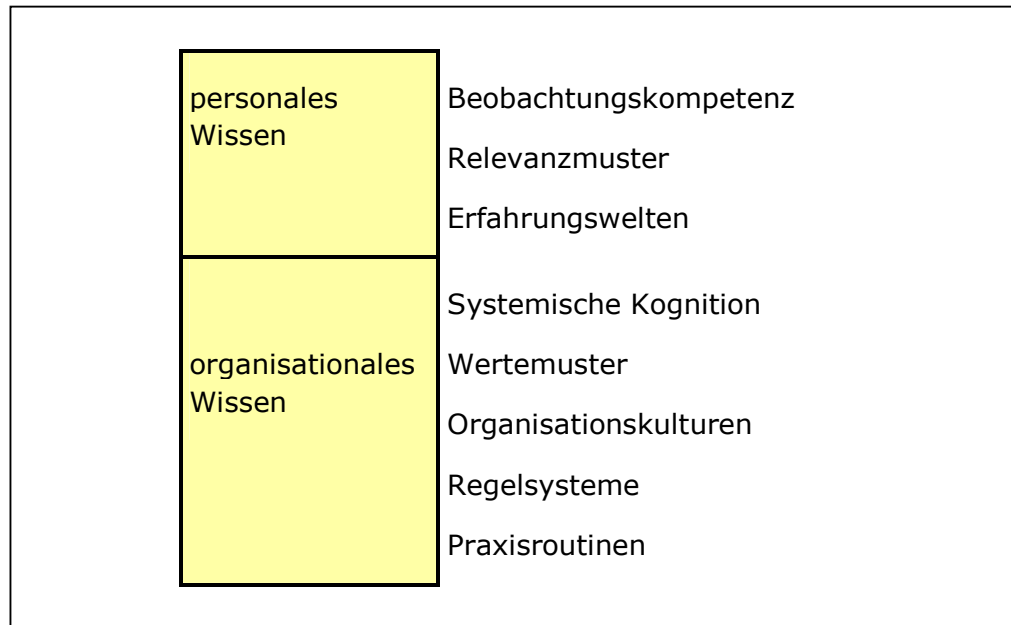 personales
Wissen
Beobachtungskompetenz
Relevanzmuster
Erfahrungswelten
organisationales
Wissen
Systemische Kognition
Wertemuster
Organisationskulturen
Regelsysteme
Praxisroutinen